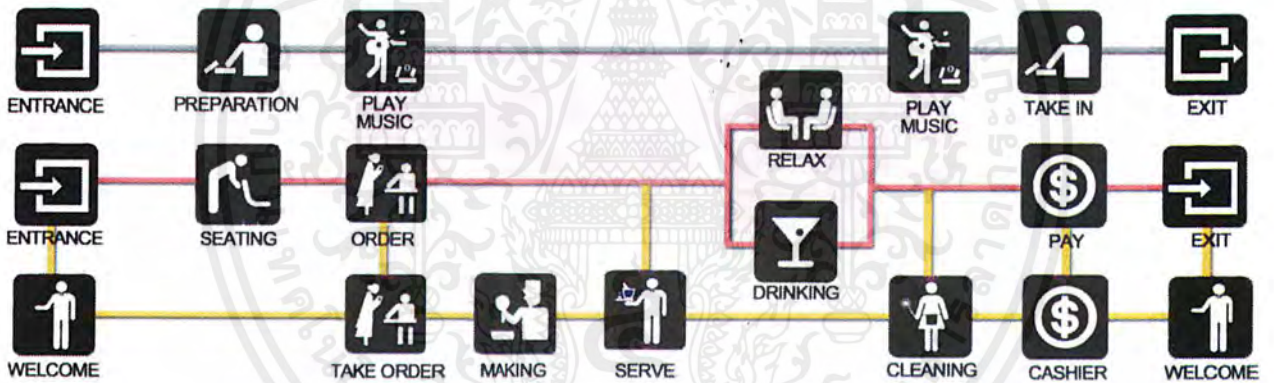 ENTRANCE
PREPARATION
PLAY
MUSIC
PLAY
MUSIC
TAKE IN
EXIT
RELAX
ENTRANCE
SEATING
ORDER
PAY
EXIT
DRINKING
WELCOME
TAKE ORDER
MAKING
SERVE
CLEANING
CASHIER
WELCOME